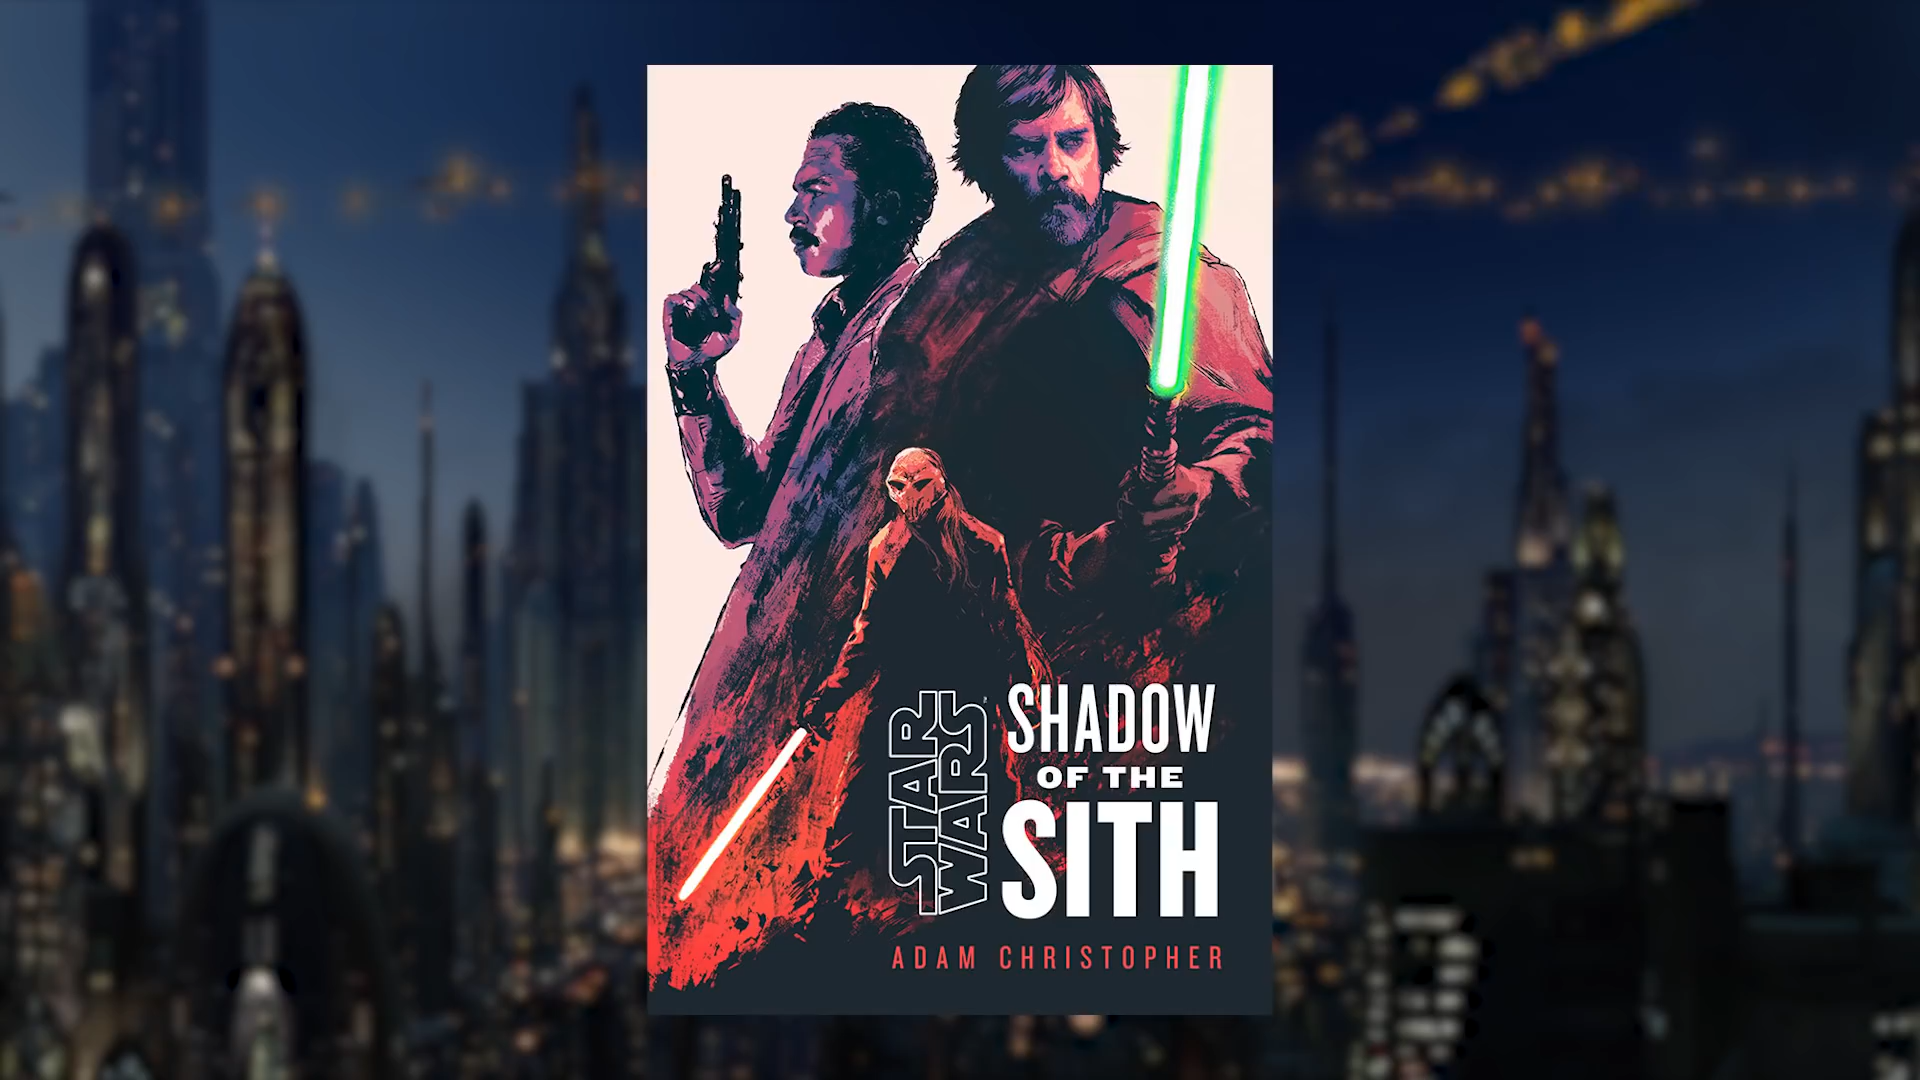 STAR
WARS
SHADOW
OF THE
SITH
ADAM CHRISTOPHER